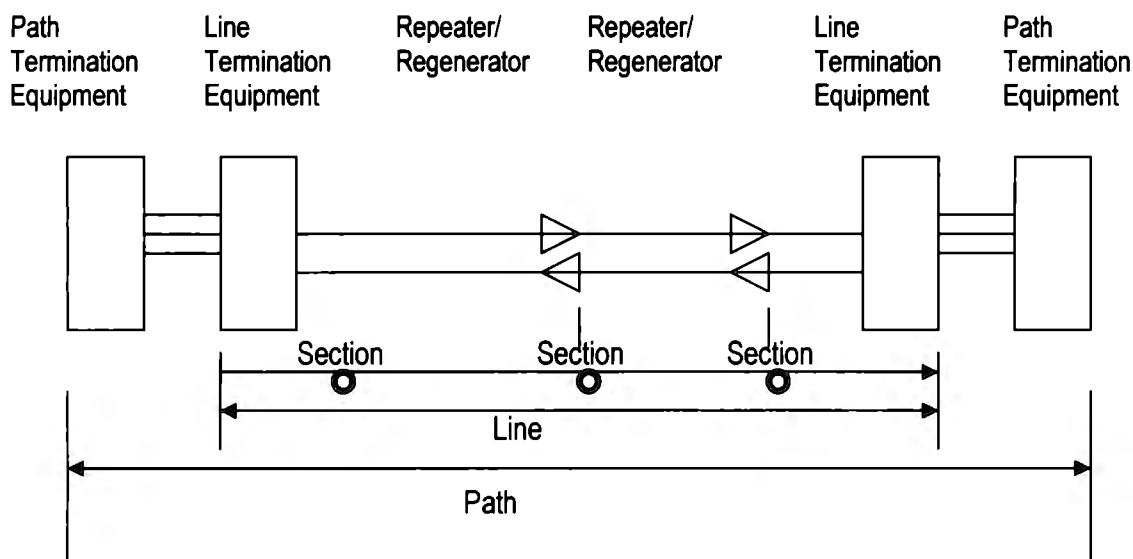 Path
Termination
Equipment
Line
Termination
Equipment
Repeater/
Regenerator
Repeater/
Regenerator
Line
Termination
Equipment
Path
Termination
Equipment
Section
Section
Section
Line
Path